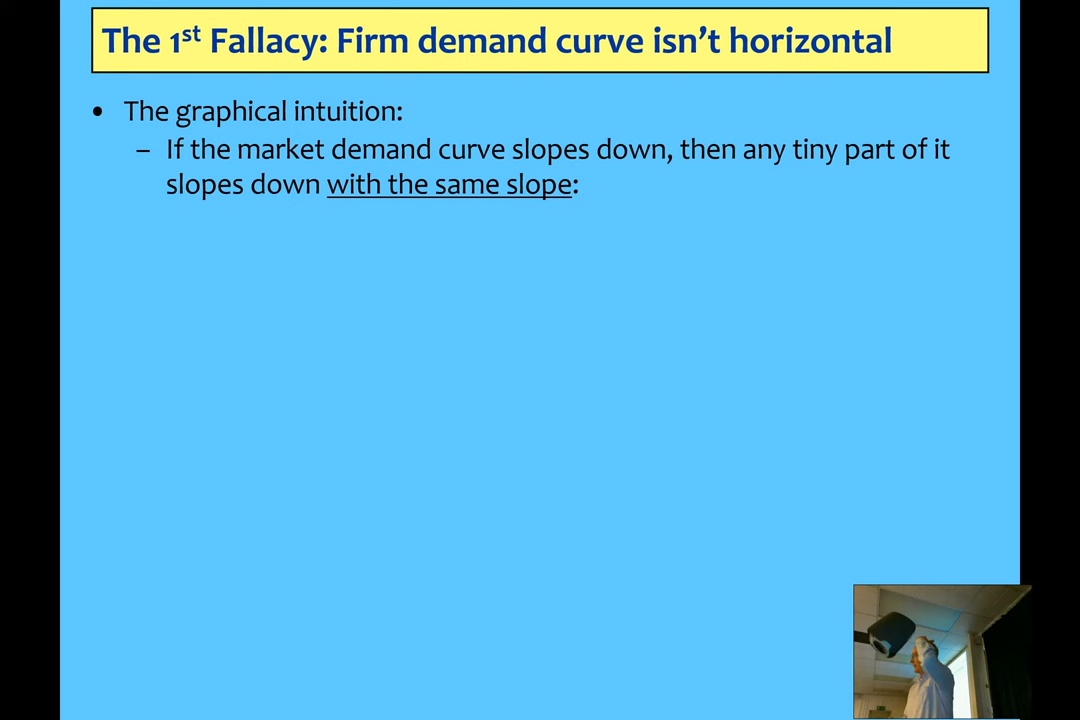 The 1st Fallacy: Firm demand curve isn’t horizontal
• The graphical intuition:
– If the market demand curve slopes down, then any tiny part of it
slopes down with the same slope: